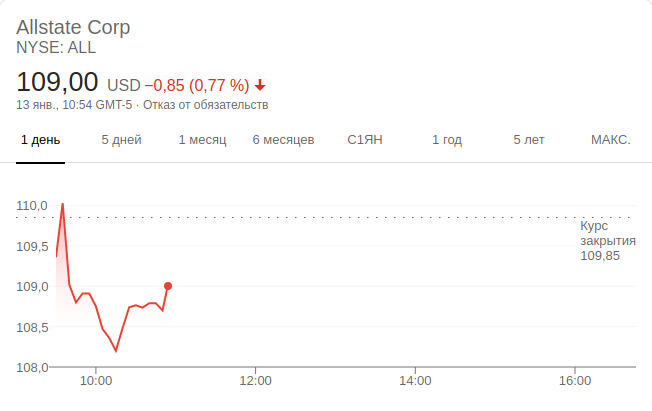 Allstate Corp
NYSE: ALL
109,00 USD −0,85 (0,77 %)
13 янв., 10:54 GMT-5 · Отказ от обязательств
1 день 5 дней 1 месяц 6 месяцев С1ЯН 1 год 5 лет МАКС.
110,0
Курс
закрытия
109,85
109,5
109,0
108,5
108,0
10:00 12:00 14:00 16:00